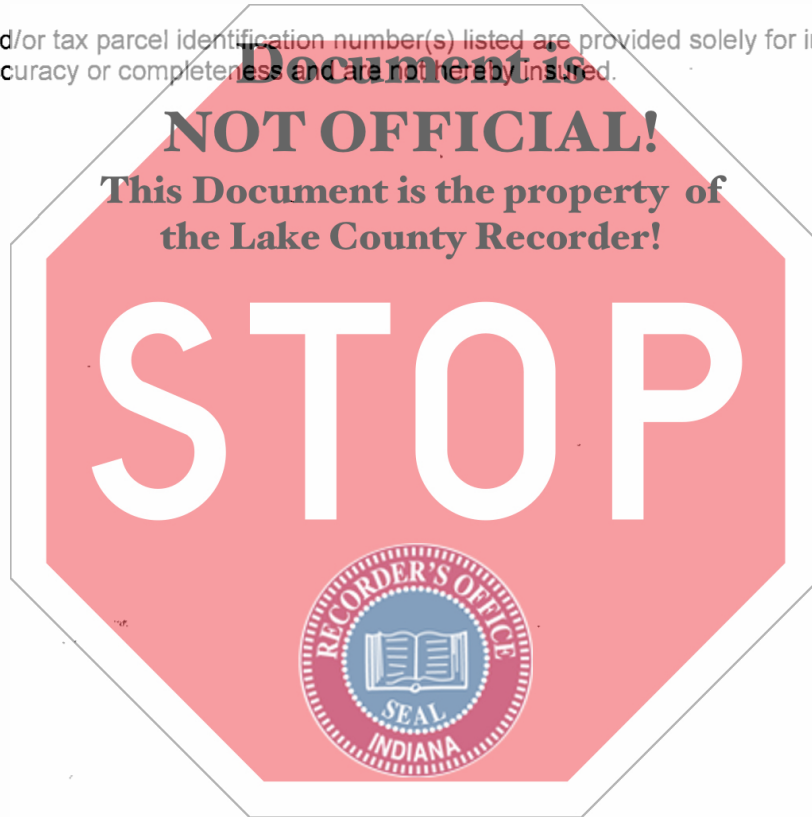 d/or tax parcel identification number(s) listed are provided solely for
curacy or completeness and are not hereby insured.
Document is
NOT OFFICIAL!
This Document is the property of
the Lake County Recorder!
STOP
RECORDER'S OFFICE
SEAL
INDIANA